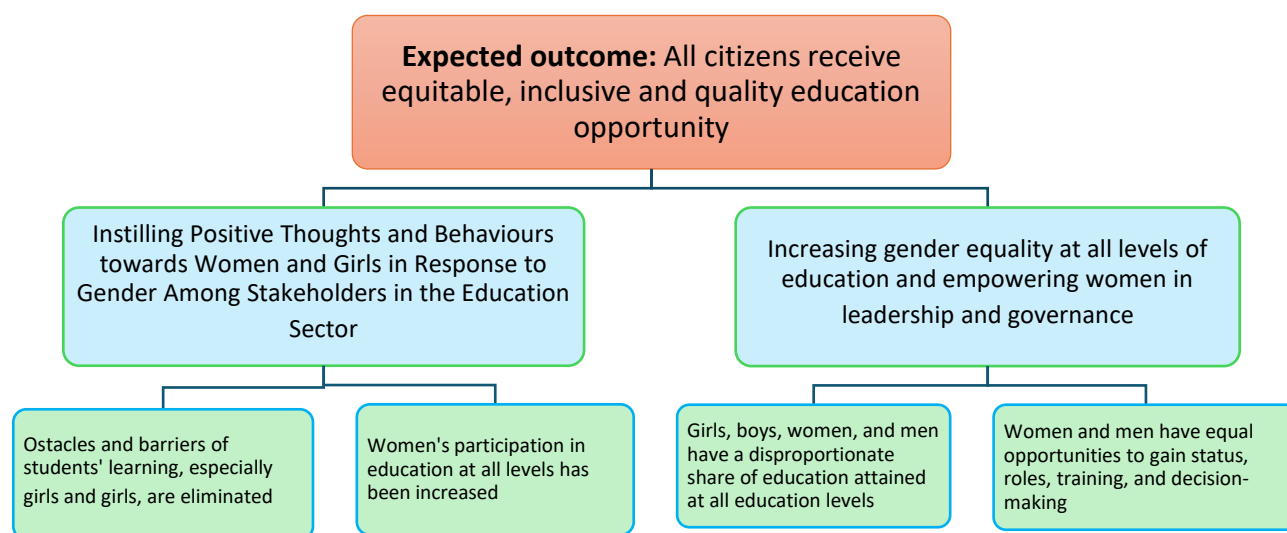 Expected outcome: All citizens receive
equitable, inclusive and quality education
opportunity
Instilling Positive Thoughts and Behaviours
towards Women and Girls in Response to
Gender Among Stakeholders in the Education
Sector
Increasing gender equality at all levels of
education and empowering women in
leadership and governance
Ostacles and barriers of
students' learning, especially
girls and girls, are eliminated
Women's participation in
education at all levels has
been increased
Girls, boys, women, and men
have a disproportionate
share of education attained
at all education levels
Women and men have equal
opportunities to gain status,
roles, training, and decision-
making